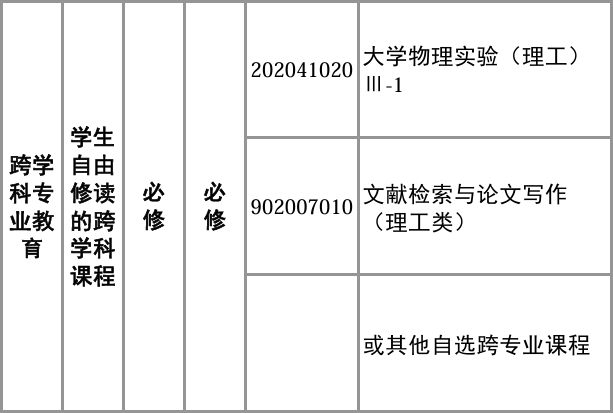 跨学
科专
业教
育
学生
自由
修读
的跨
学科
课程
必
修
必
修
202041020
大学物理实验（理工）
Ⅲ-1
902007010
文献检索与论文写作
（理工类）
或其他自选跨专业课程